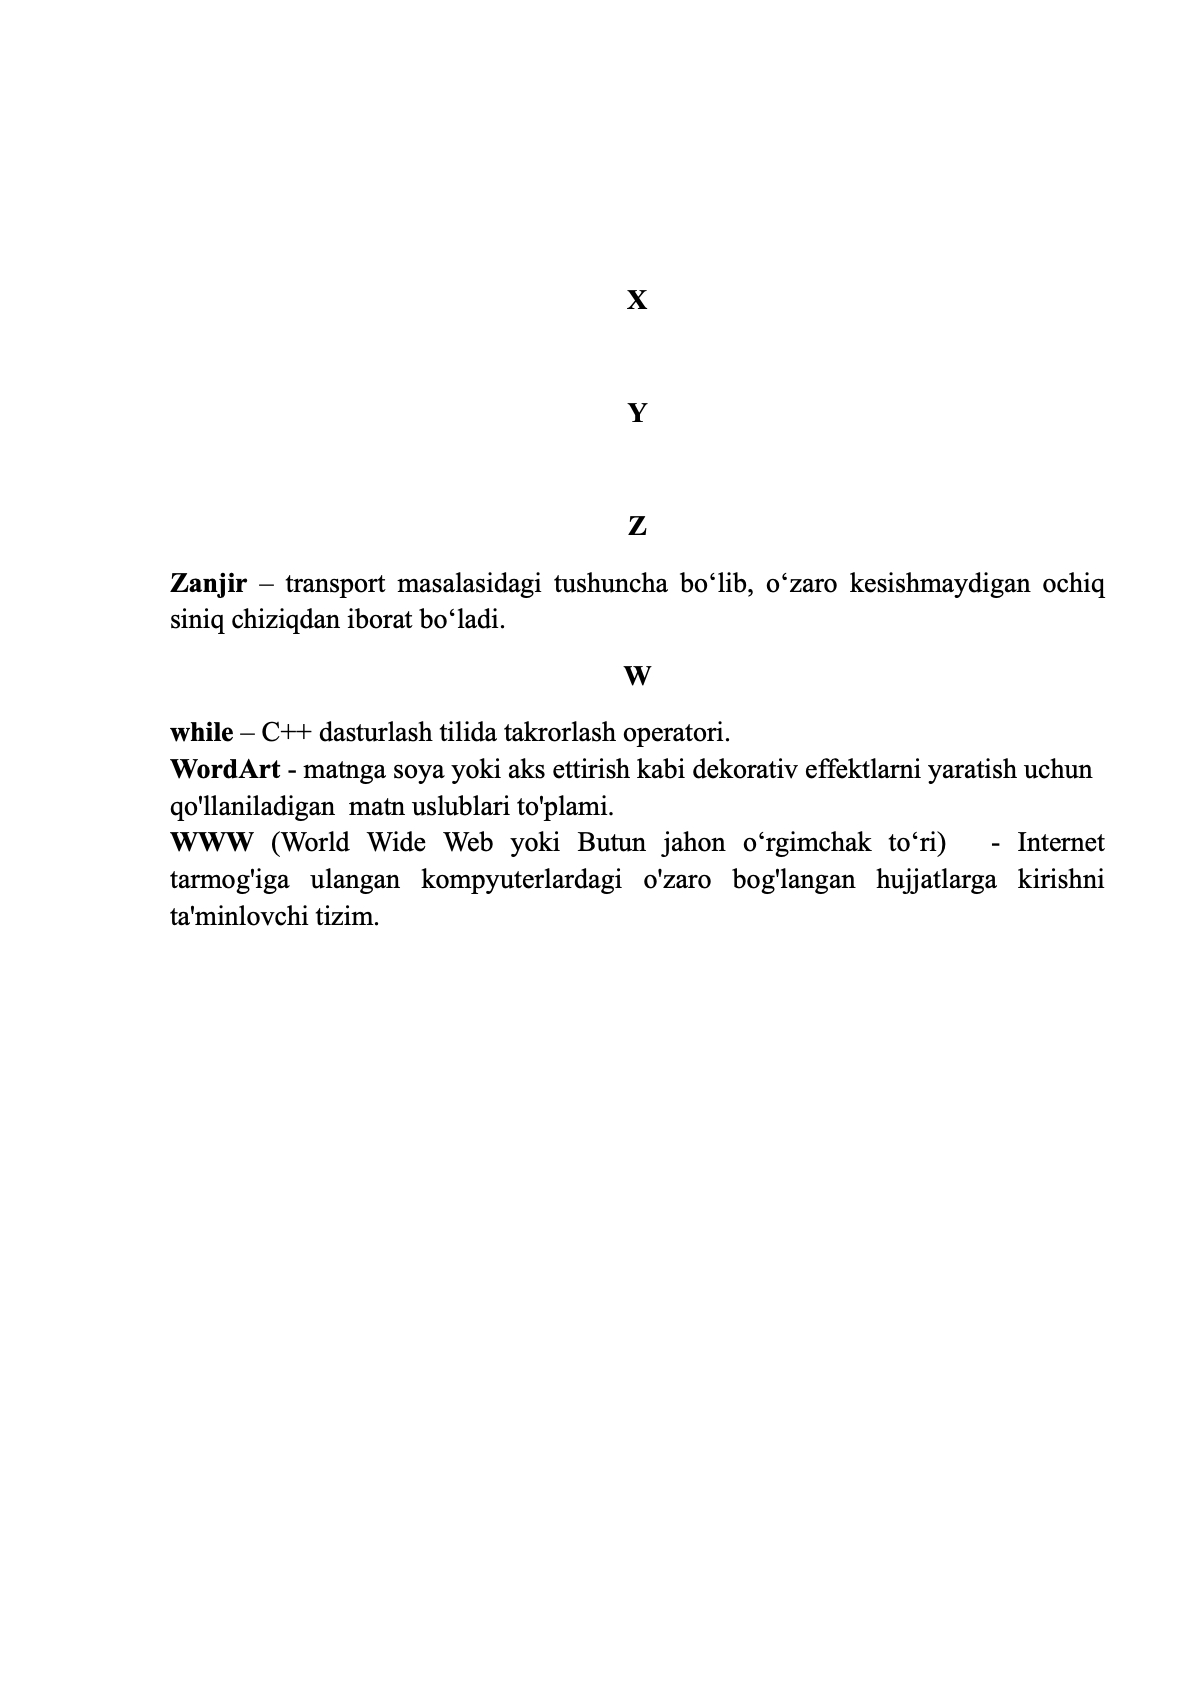 X
Y
Z
Zanjir – transport masalasidagi tushuncha bo‘lib, o‘zaro kesishmaydigan ochiq
siniq chiziqdan iborat bo‘ladi.
W
while – C++ dasturlash tilida takrorlash operatori.
WordArt - matnga soya yoki aks ettirish kabi dekorativ effektlarni yaratish uchun
qo'llaniladigan  matn uslublari to'plami.
WWW (World Wide Web yoki Butun jahon o‘rgimchak to‘ri)   - Internet
tarmog'iga ulangan kompyuterlardagi o'zaro bog'langan hujjatlarga kirishni
ta'minlovchi tizim.